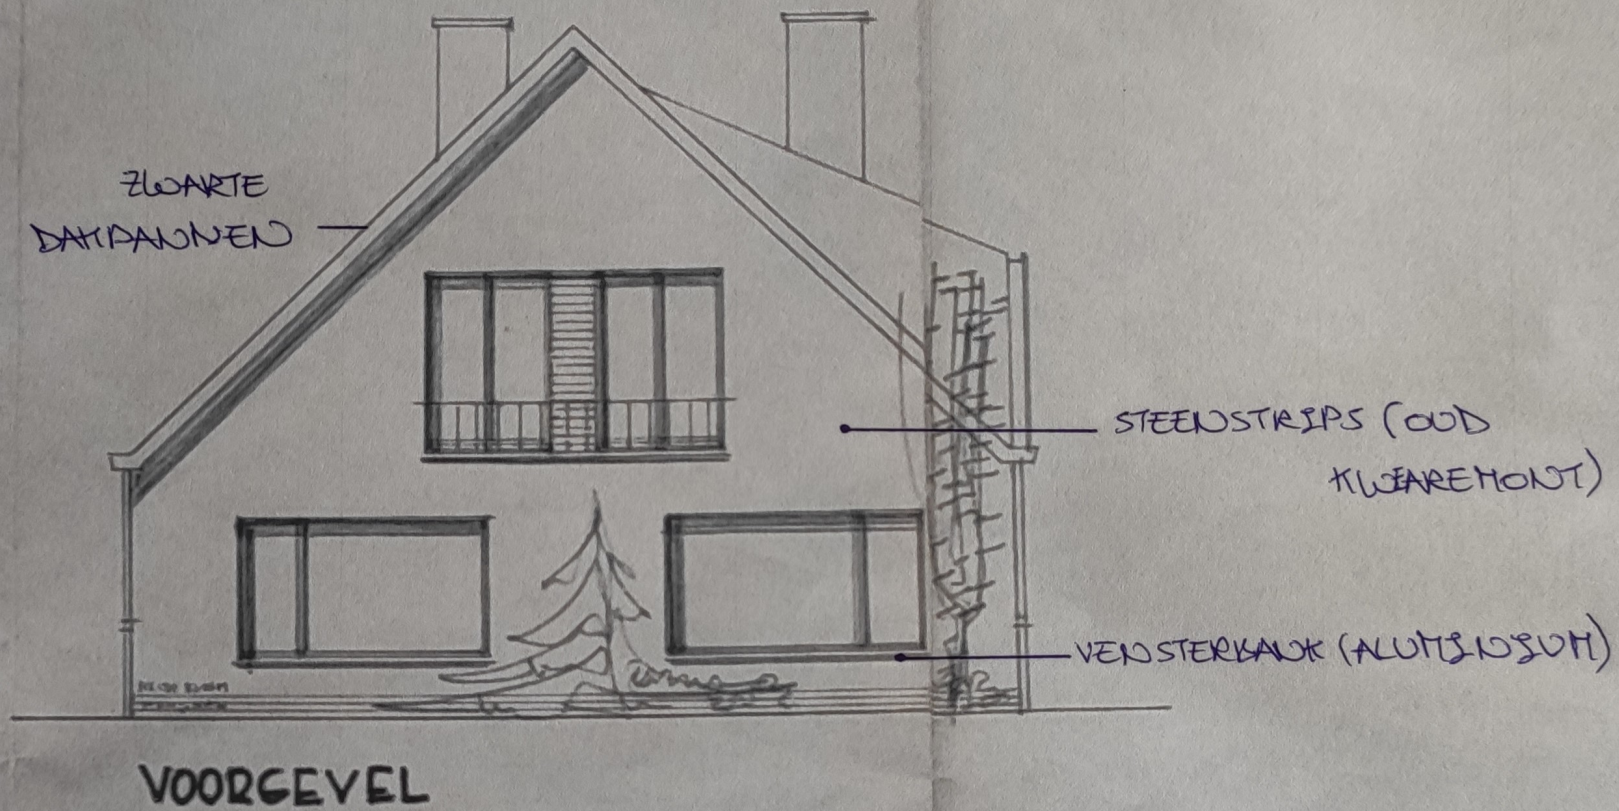 ZWARTE
DAKPANNEN
STEENSTRIPS (OUD
KWAREMONT)
VENSTERBANK (ALUMINIUM)
VOORGEVEL